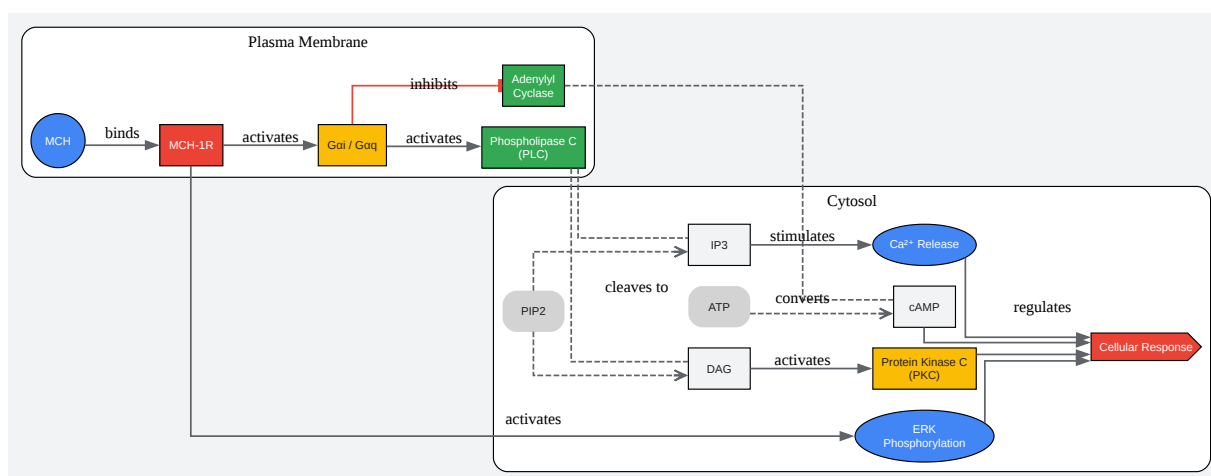 Plasma Membrane
inhibits
Adenylyl
Cyclase
MCH
binds
MCH-1R
activates
Gαi / Gαq
activates
Phospholipase C
(PLC)
Cytosol
IP3
stimulates
Ca²⁺ Release
cleaves to
PIP2
ATP
converts
cAMP
regulates
Cellular Response
DAG
activates
Protein Kinase C
(PKC)
activates
ERK
Phosphorylation